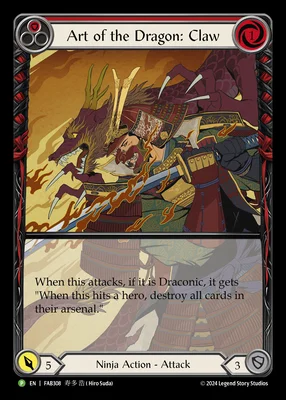 Art of the Dragon: Claw
When this attacks, if it is Draconic, it gets
"When this hits a hero, destroy all cards in
their arsenal."
5 Ninja Action - Attack 3
P EN | FAB308 寿多浩 (Hiro Suda) © 2024 Legend Story Studios